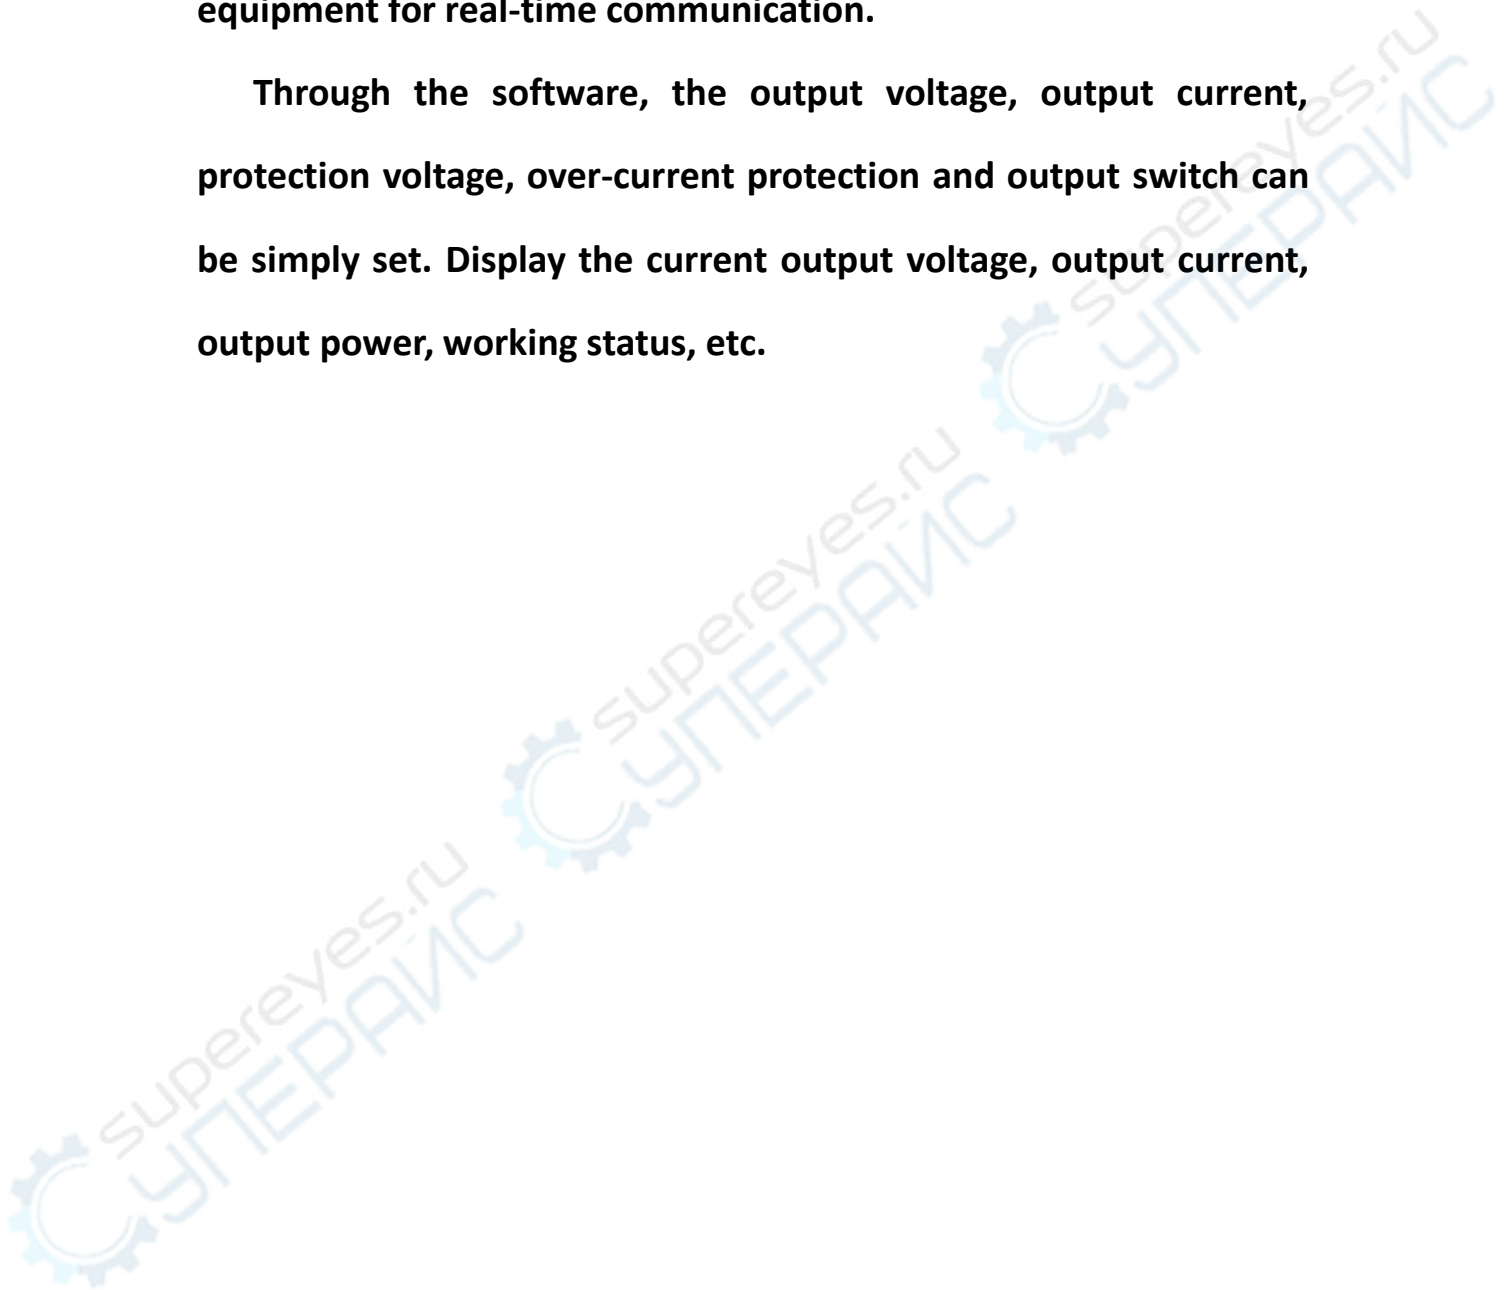 equipment for real-time communication.
Through the software, the output voltage, output current,
protection voltage, over-current protection and output switch can
be simply set. Display the current output voltage, output current,
output power, working status, etc.
supereyes.ru
СУПЕРАЙС
supereyes.ru
СУПЕРАЙС
supereyes.ru
СУПЕРАЙС